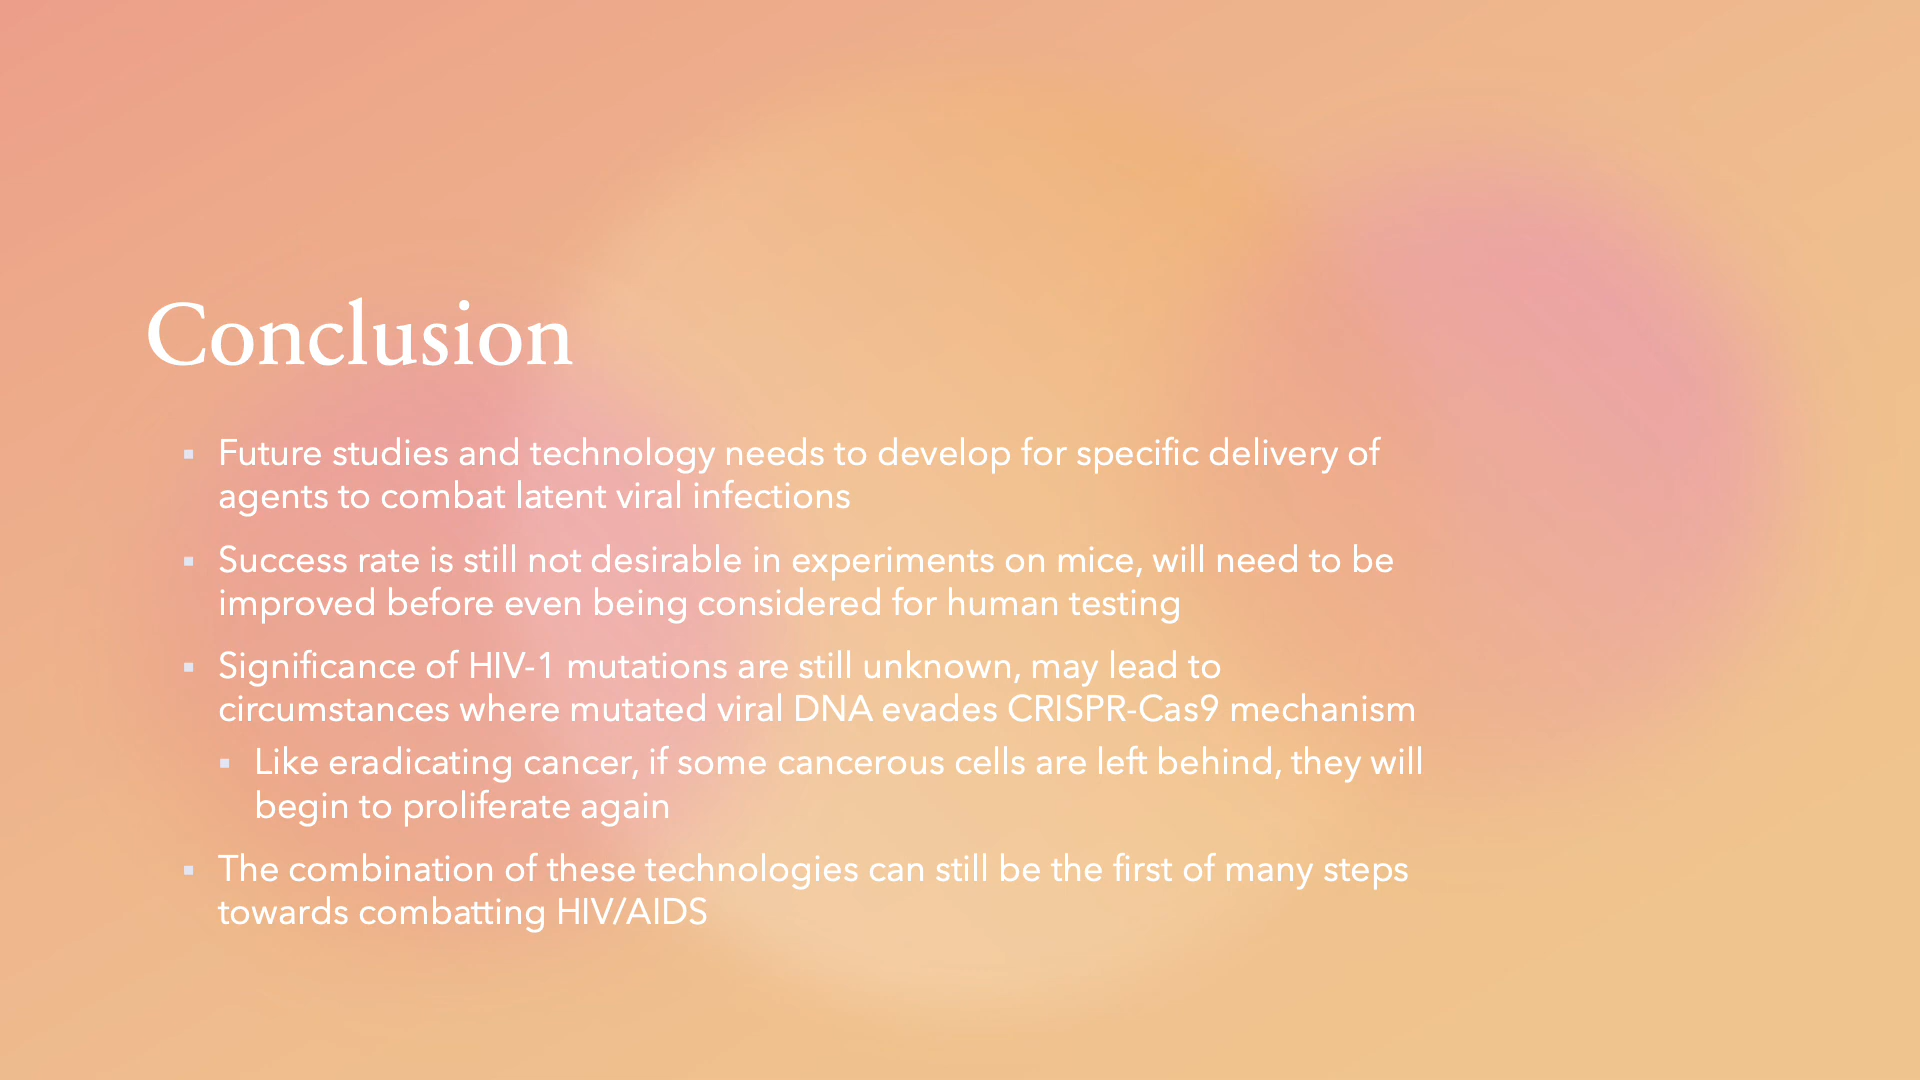 Conclusion
▪ Future studies and technology needs to develop for specific delivery of
agents to combat latent viral infections
▪ Success rate is still not desirable in experiments on mice, will need to be
improved before even being considered for human testing
▪ Significance of HIV-1 mutations are still unknown, may lead to
circumstances where mutated viral DNA evades CRISPR-Cas9 mechanism
▪ Like eradicating cancer, if some cancerous cells are left behind, they will
begin to proliferate again
▪ The combination of these technologies can still be the first of many steps
towards combatting HIV/AIDS